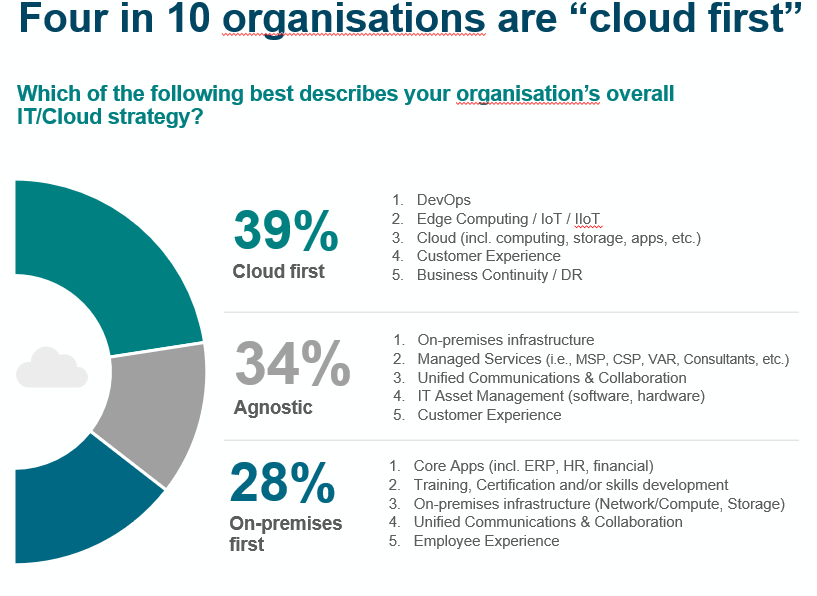 Four in 10 organisations are “cloud first”
Which of the following best describes your organisation’s overall
IT/Cloud strategy?
39%
Cloud first
1. DevOps
2. Edge Computing / IoT / IIoT
3. Cloud (incl. computing, storage, apps, etc.)
4. Customer Experience
5. Business Continuity / DR
34%
Agnostic
1. On-premises infrastructure
2. Managed Services (i.e., MSP, CSP, VAR, Consultants, etc.)
3. Unified Communications & Collaboration
4. IT Asset Management (software, hardware)
5. Customer Experience
28%
On-premises
first
1. Core Apps (incl. ERP, HR, financial)
2. Training, Certification and/or skills development
3. On-premises infrastructure (Network/Compute, Storage)
4. Unified Communications & Collaboration
5. Employee Experience